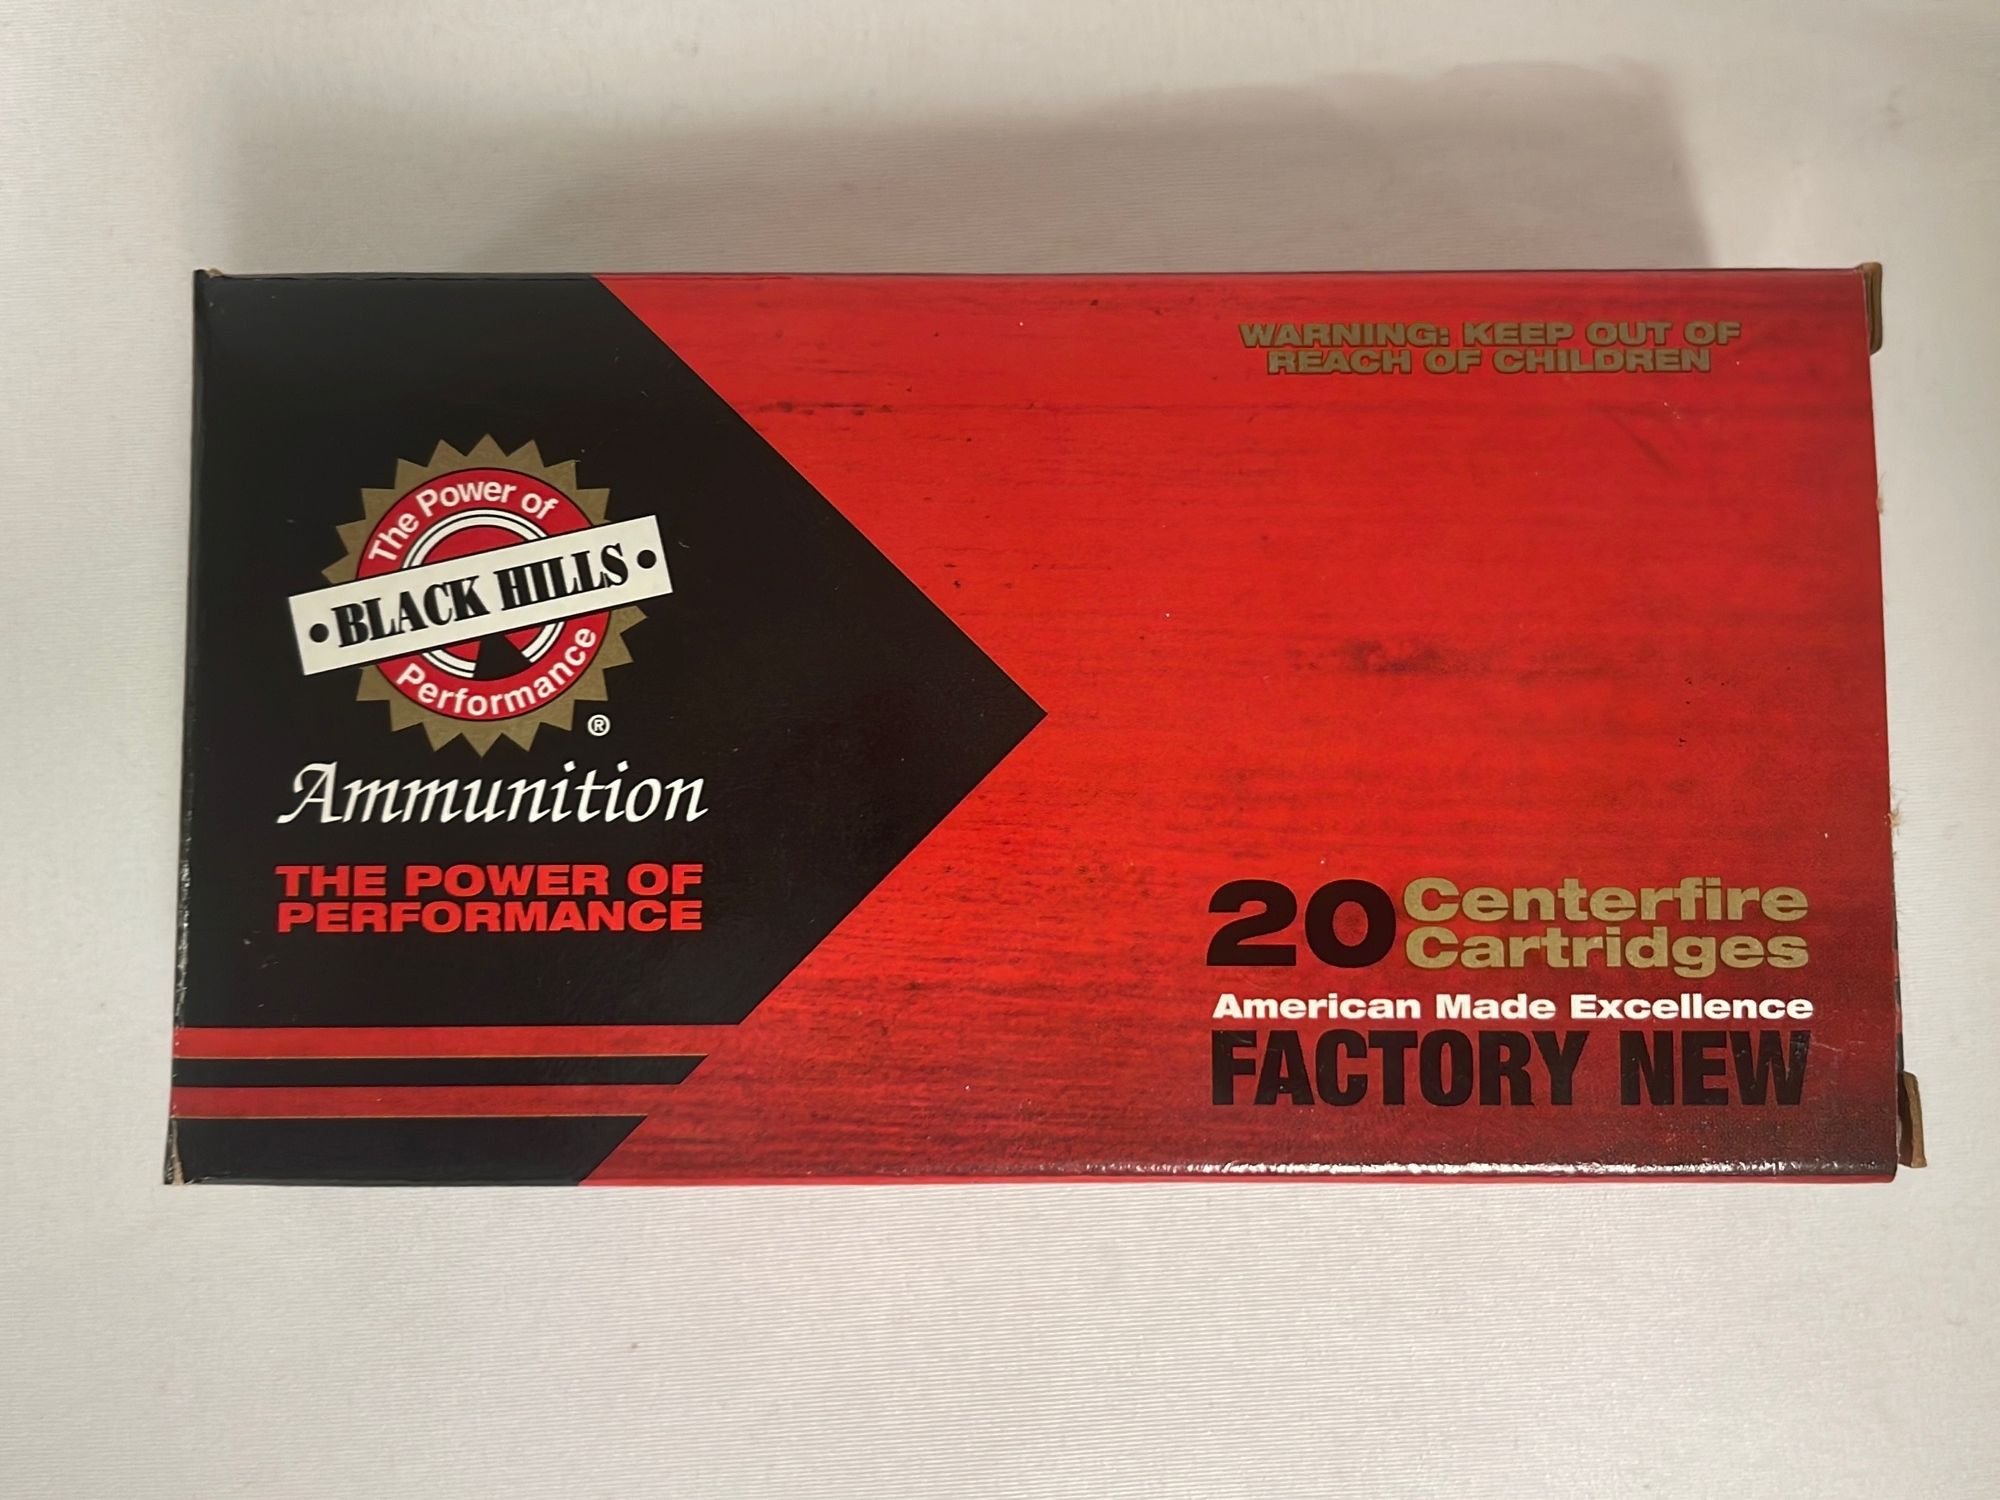 WARNING: KEEP OUT OF
REACH OF CHILDREN
The Power of
• BLACK HILLS •
Performance
®
Ammunition
THE POWER OF
PERFORMANCE
20 Centerfire
Cartridges
American Made Excellence
FACTORY NEW